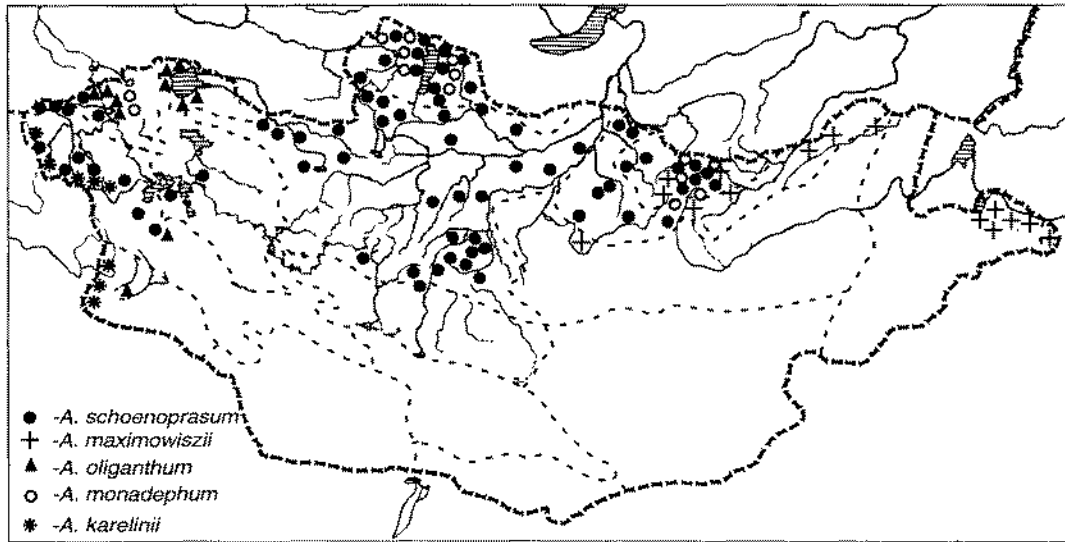 -A. schoenoprasum
-A. maximowiszii
-A. oliganthum
-A. monadephum
-A. karelinii